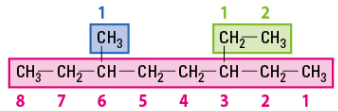 1 1 2
CH3 CH2—CH3
CH3—CH2—CH—CH2—CH2—CH—CH2—CH3
8 7 6 5 4 3 2 1